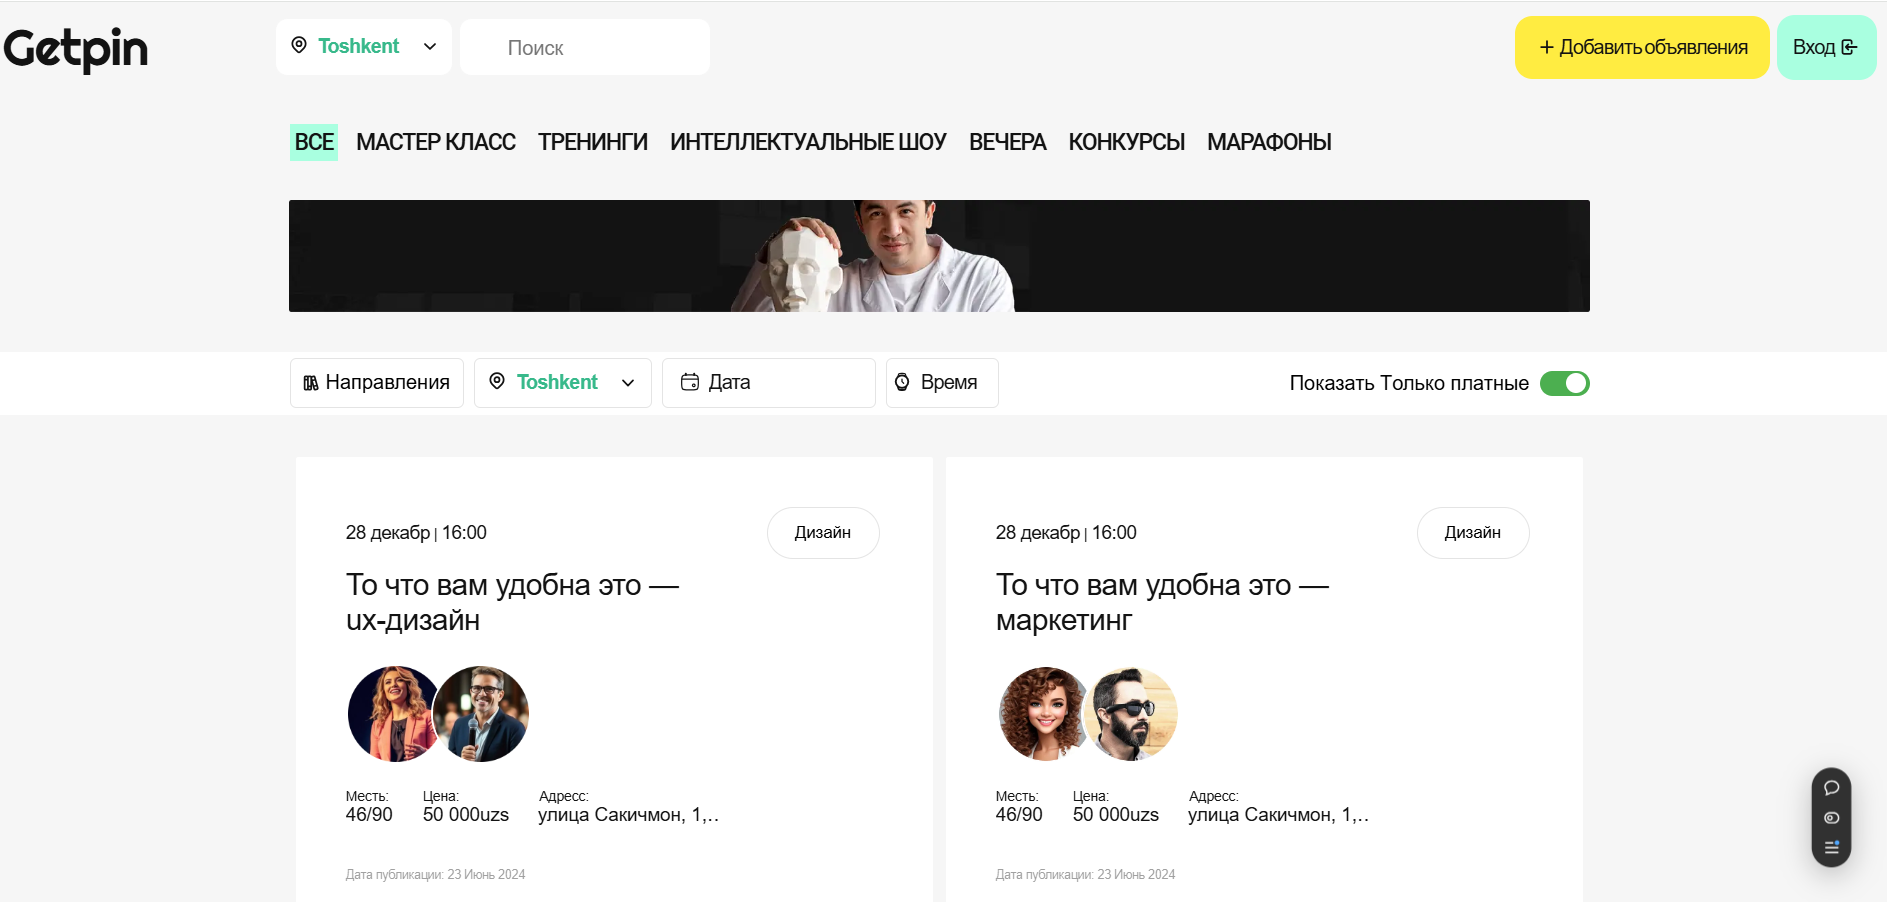 Getpin
Toshkent
Поиск
+ Добавить объявления
Вход
ВСЕ МАСТЕР КЛАСС ТРЕНИНГИ ИНТЕЛЛЕКТУАЛЬНЫЕ ШОУ ВЕЧЕРА КОНКУРСЫ МАРАФОНЫ
Направления
Toshkent
Дата
Время
Показать Только платные
28 декабр | 16:00
Дизайн
То что вам удобна это —
ux-дизайн
Месть: Цена: Адресс:
46/90 50 000uzs улица Сакичмон, 1,..
Дата публикации: 23 Июнь 2024
28 декабр | 16:00
Дизайн
То что вам удобна это —
маркетинг
Месть: Цена: Адресс:
46/90 50 000uzs улица Сакичмон, 1,..
Дата публикации: 23 Июнь 2024